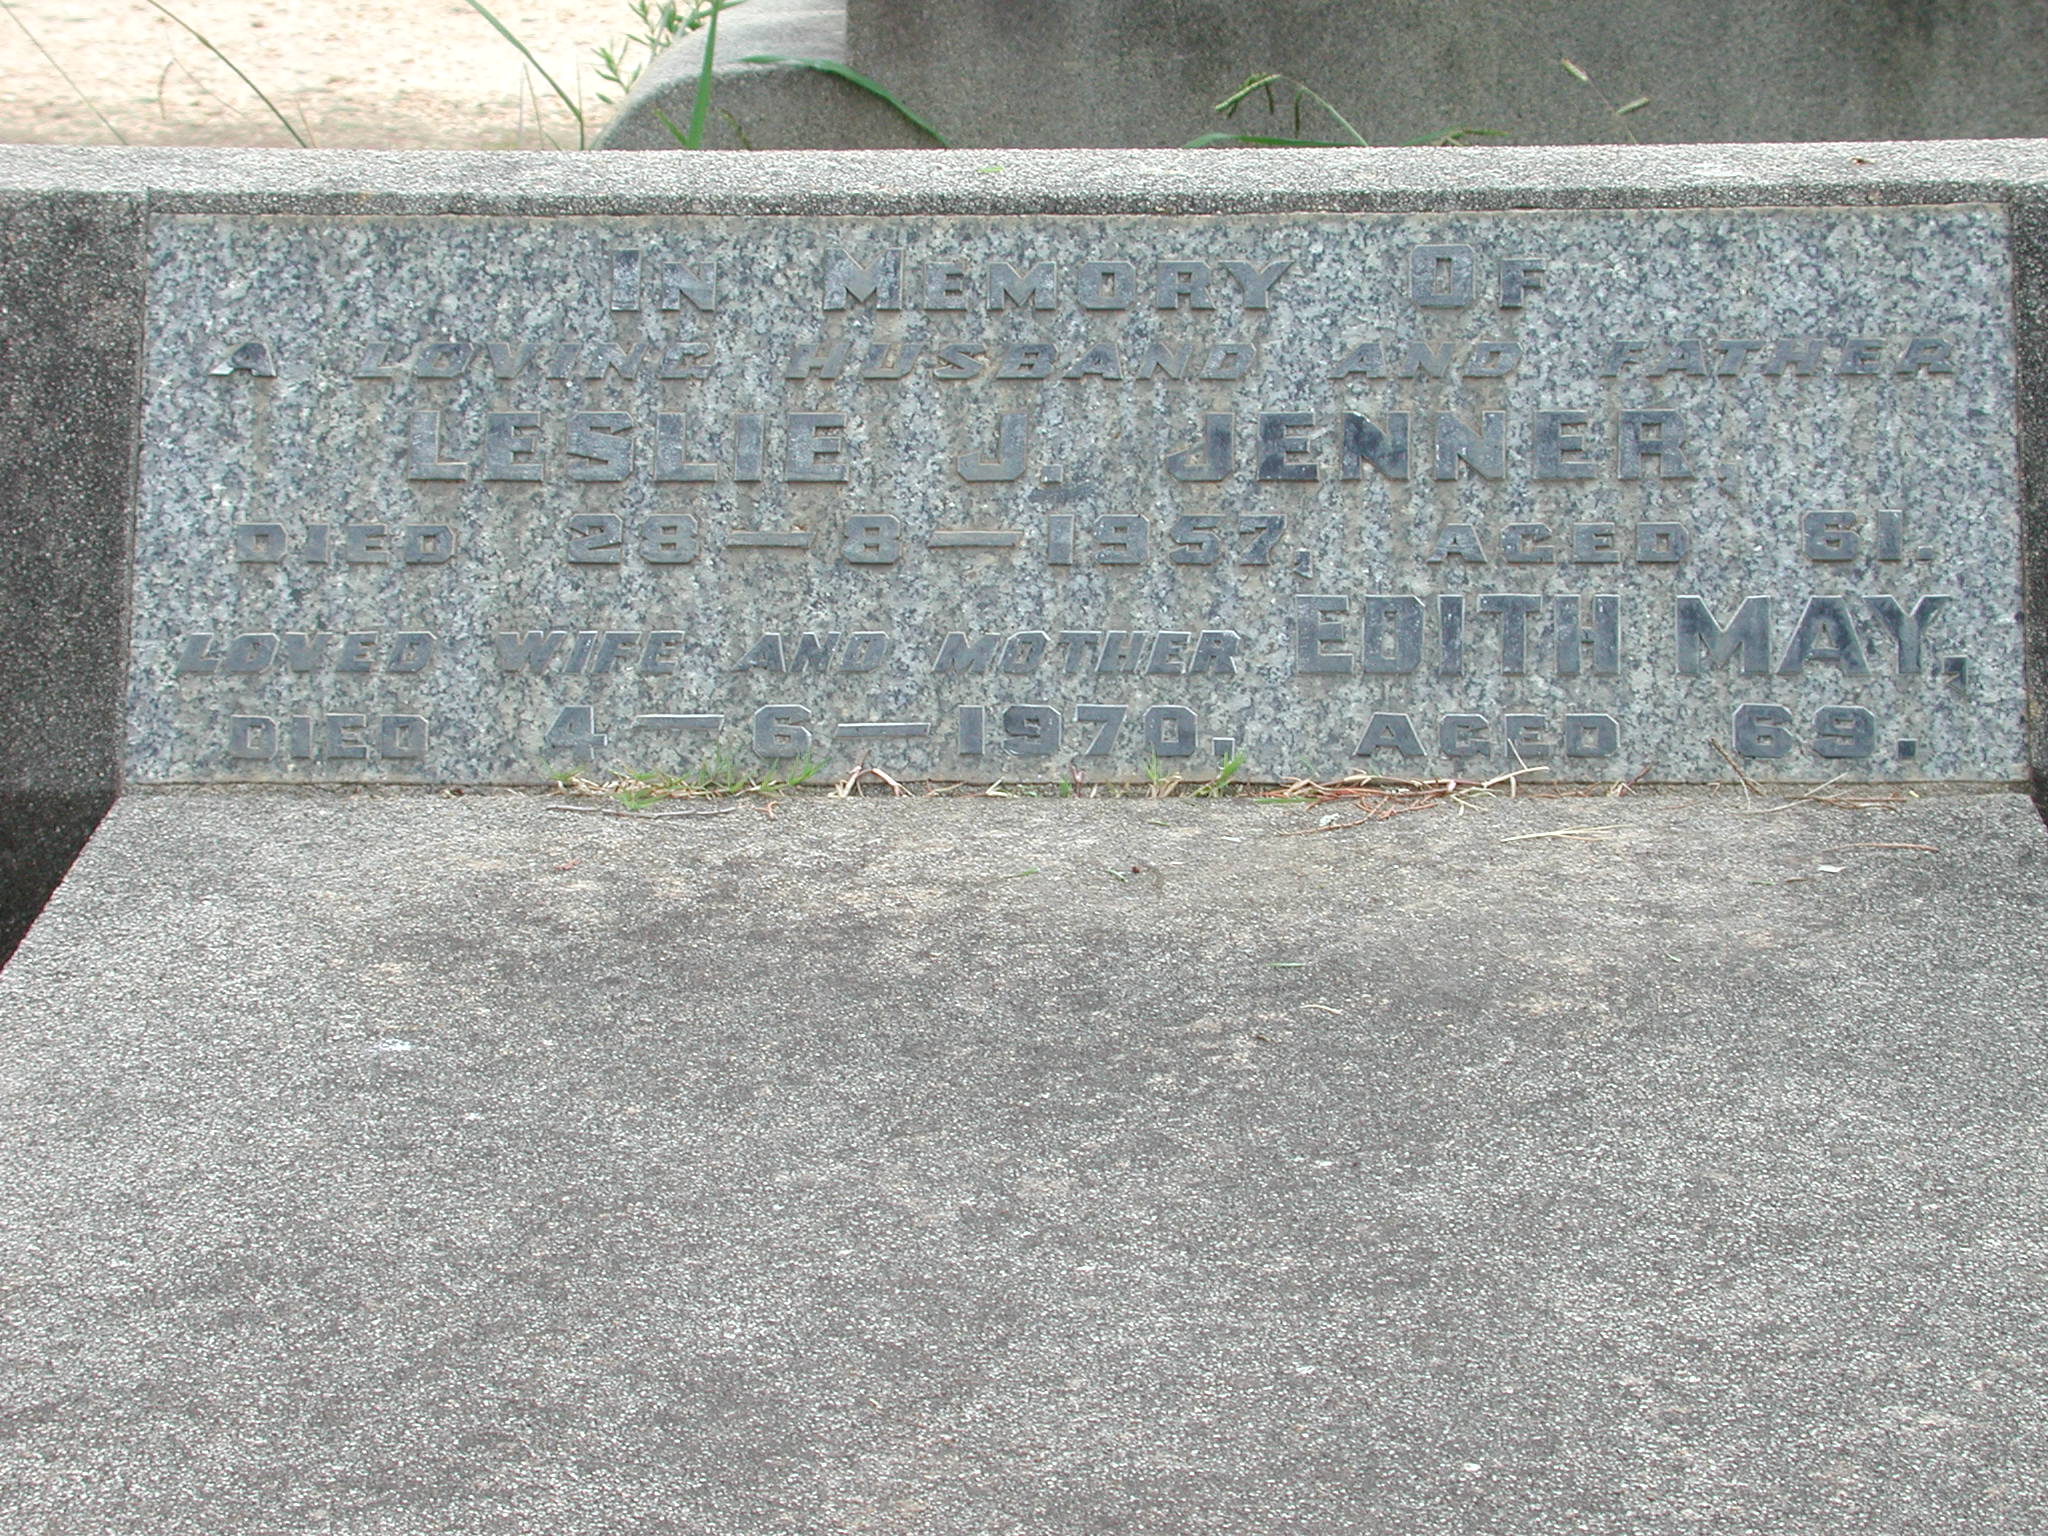 In Memory Of
A LOVING HUSBAND AND FATHER
LESLIE J. JENNER,
DIED 28—8—1957, AGED 61.
LOVED WIFE AND MOTHER EDITH MAY,
DIED 4—6—1970, AGED 69.